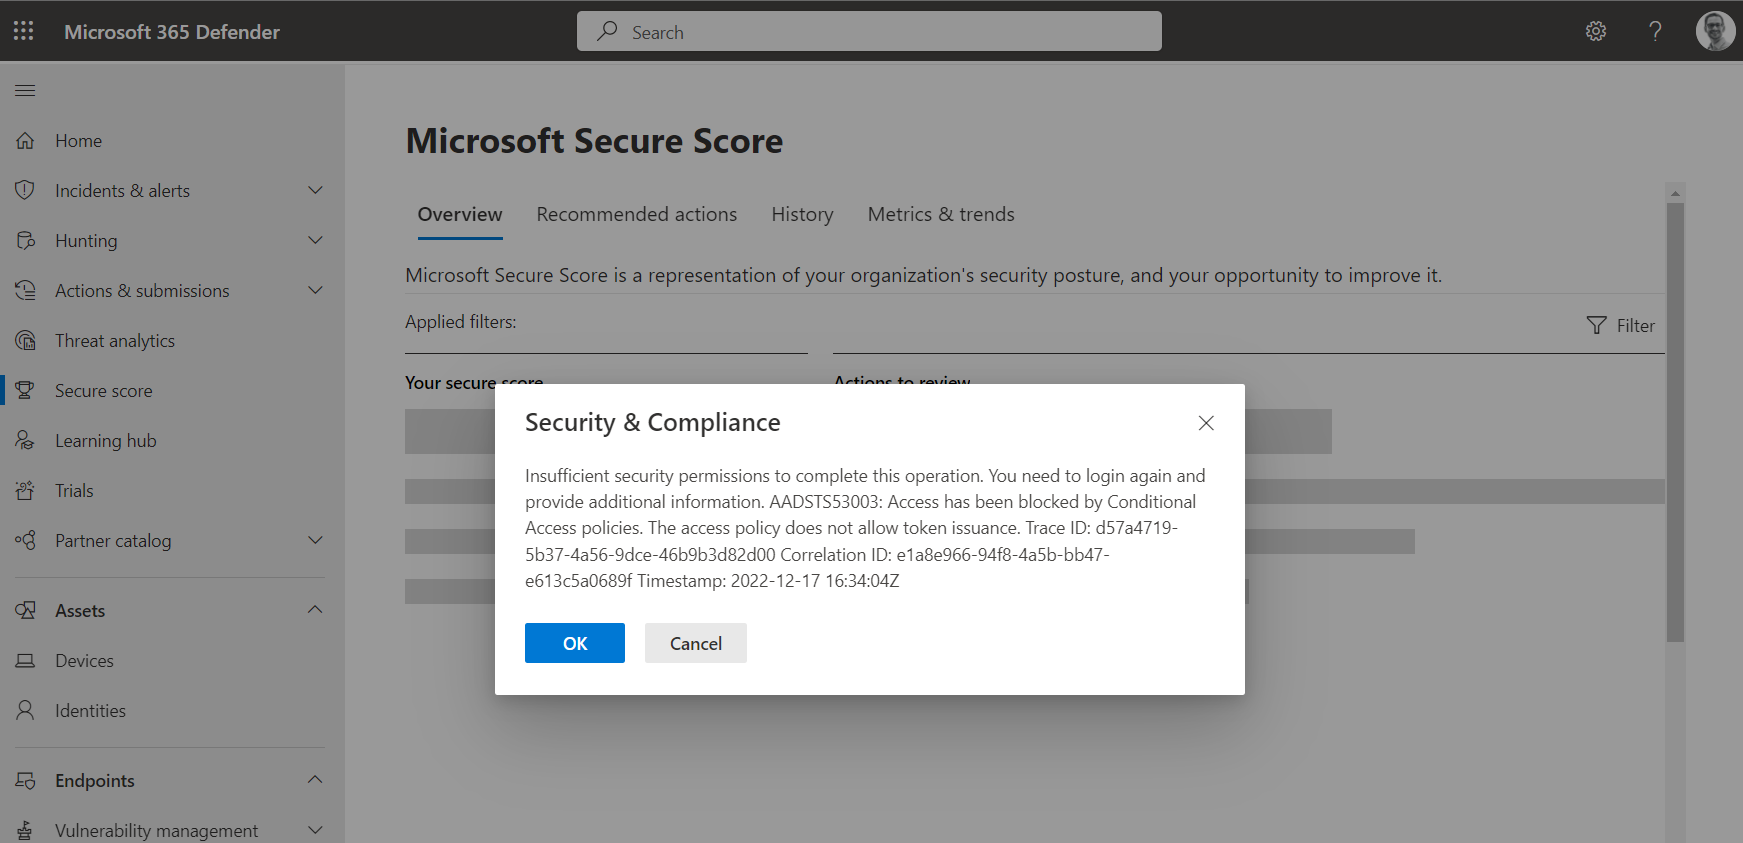 Microsoft 365 Defender
Search
Home
Incidents & alerts
Hunting
Actions & submissions
Threat analytics
Secure score
Learning hub
Trials
Partner catalog
Assets
Devices
Identities
Endpoints
Vulnerability management
Microsoft Secure Score
Overview Recommended actions History Metrics & trends
Microsoft Secure Score is a representation of your organization's security posture, and your opportunity to improve it.
Applied filters:
Filter
Your secure score
Actions to review
Security & Compliance
Insufficient security permissions to complete this operation. You need to login again and
provide additional information. AADSTS53003: Access has been blocked by Conditional
Access policies. The access policy does not allow token issuance. Trace ID: d57a4719-
5b37-4a56-9dce-46b9b3d82d00 Correlation ID: e1a8e966-94f8-4a5b-bb47-
e613c5a0689f Timestamp: 2022-12-17 16:34:04Z
OK
Cancel